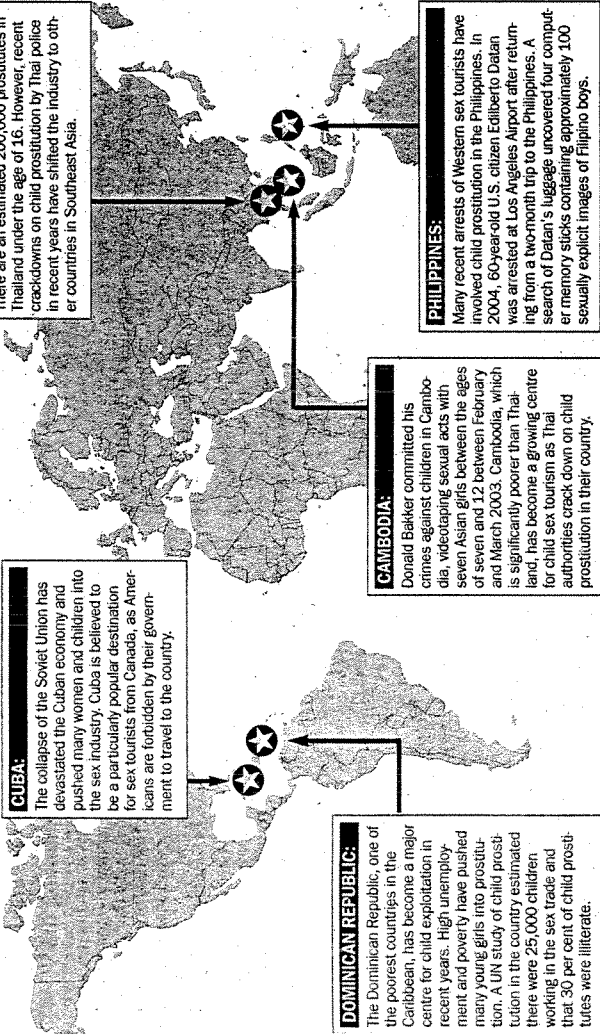 CUBA:
The collapse of the Soviet Union has
devastated the Cuban economy and
pushed many women and children into
the sex industry. Cuba is believed to
be a particularly popular destination
for sex tourists from Canada, as Amer-
icans are forbidden by their govern-
ment to travel to the country.
DOMINICAN REPUBLIC:
The Dominican Republic, one of
the poorest countries in the
Caribbean, has become a major
centre for child exploitation in
recent years. High unemploy-
ment and poverty have pushed
many young girls into prostitu-
tion. A UN study of child prosti-
tution in the country estimated
there were 25,000 children
working in the sex trade and
that 30 per cent of child prosti-
tutes were illiterate.
There are an estimated 200,000 prostitutes in
Thailand under the age of 16. However, recent
crackdowns on child prostitution by Thai police
in recent years have shifted the industry to oth-
er countries in Southeast Asia.
CAMBODIA:
Donald Bakker committed his
crimes against children in Cambo-
dia, videotaping sexual acts with
seven Asian girls between the ages
of seven and 12 between February
and March 2003. Cambodia, which
is significantly poorer than Thai-
land, has become a growing centre
for child sex tourism as Thai
authorities crack down on child
prostitution in their country.
PHILIPPINES:
Many recent arrests of Western sex tourists have
involved child prostitution in the Philippines. In
2004, 60-year-old U.S. citizen Edilberto Datan
was arrested at Los Angeles Airport after return-
ing from a two-month trip to the Philippines. A
search of Datan's luggage uncovered four comput-
er memory sticks containing approximately 100
sexually explicit images of Filipino boys.